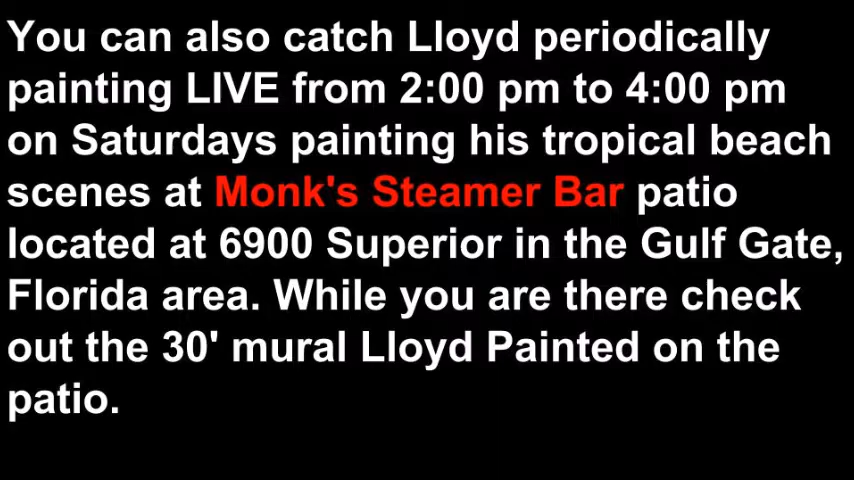 You can also catch Lloyd periodically
painting LIVE from 2:00 pm to 4:00 pm
on Saturdays painting his tropical beach
scenes at Monk's Steamer Bar patio
located at 6900 Superior in the Gulf Gate,
Florida area. While you are there check
out the 30' mural Lloyd Painted on the
patio.